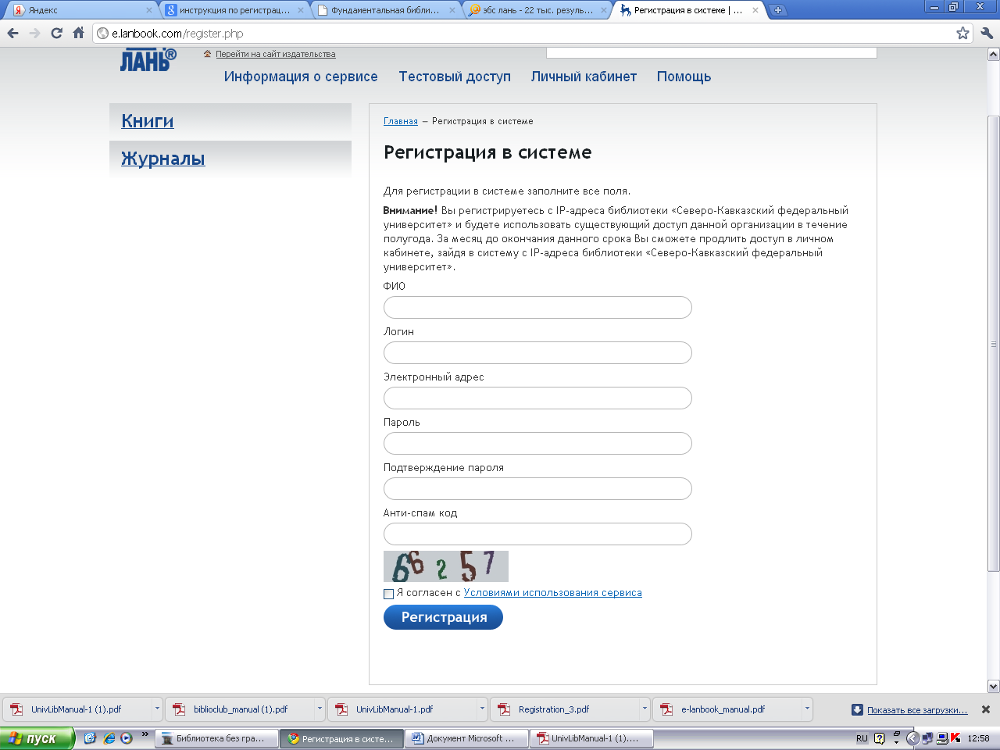 Яндекс
инструкция по регистрац...
Фундаментальная библи...
эбс лань - 22 тыс. резуль...
Регистрация в системе | ...
e.lanbook.com/register.php
ЛАНЬ®
Перейти на сайт издательства
Информация о сервисе Тестовый доступ Личный кабинет Помощь
Книги
Журналы
Главная – Регистрация в системе
Регистрация в системе
Для регистрации в системе заполните все поля.
Внимание! Вы регистрируетесь с IP-адреса библиотеки «Северо-Кавказский федеральный
университет» и будете использовать существующий доступ данной организации в течение
полугода. За месяц до окончания данного срока Вы сможете продлить доступ в личном
кабинете, зайдя в систему с IP-адреса библиотеки «Северо-Кавказский федеральный
университет».
ФИО
Логин
Электронный адрес
Пароль
Подтверждение пароля
Анти-спам код
66257
Я согласен с Условиями использования сервиса
Регистрация
UnivLibManual-1 (1).pdf
biblioclub_manual (1).pdf
UnivLibManual-1.pdf
Registration_3.pdf
e-lanbook_manual.pdf
Показать все загрузки...
пуск
Библиотека без гра...
Регистрация в систе...
Документ Microsoft ...
UnivLibManual-1 (1)....
RU
12:58